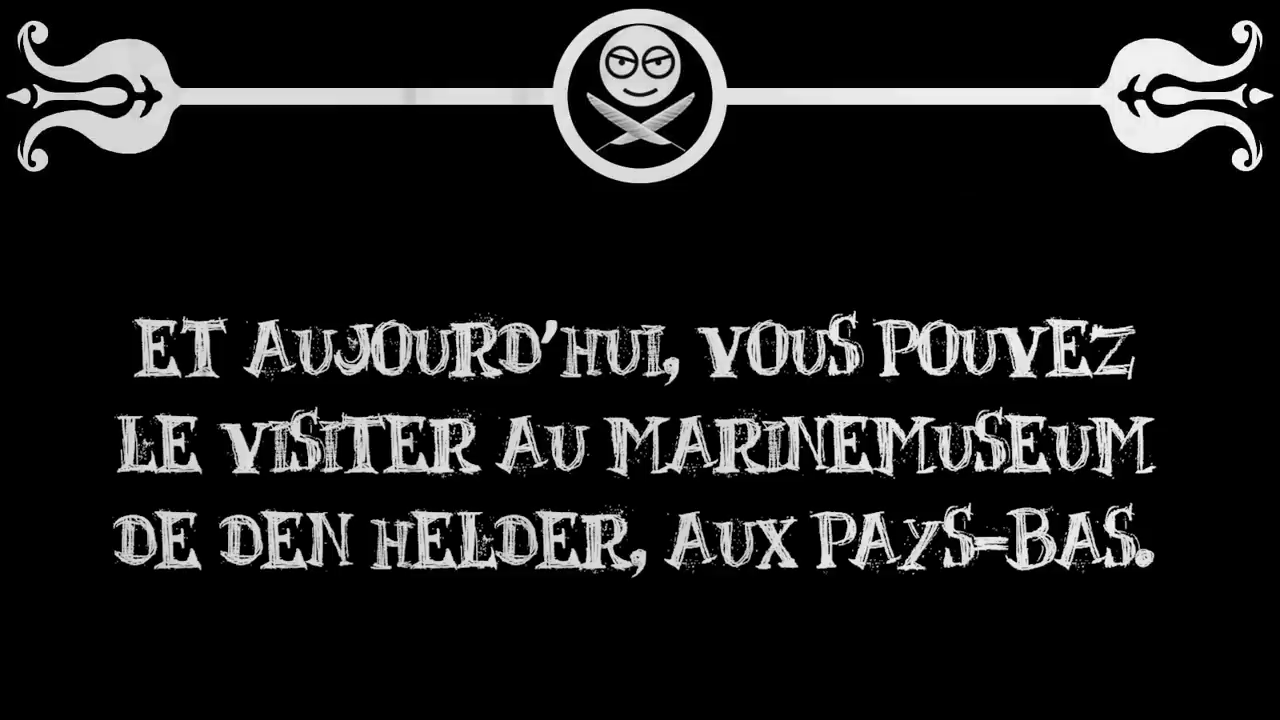 ET AUJOURD'HUI, VOUS POUVEZ
LE VISITER AU MARINEMUSEUM
DE DEN HELDER, AUX PAYS-BAS.